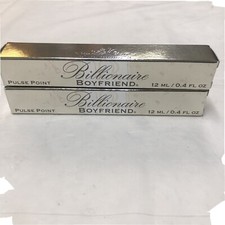 Billionaire
PULSE POINT BOYFRIEND® 12 ML / 0.4 FL OZ
Billionaire
PULSE POINT BOYFRIEND® 12 ML / 0.4 FL OZ